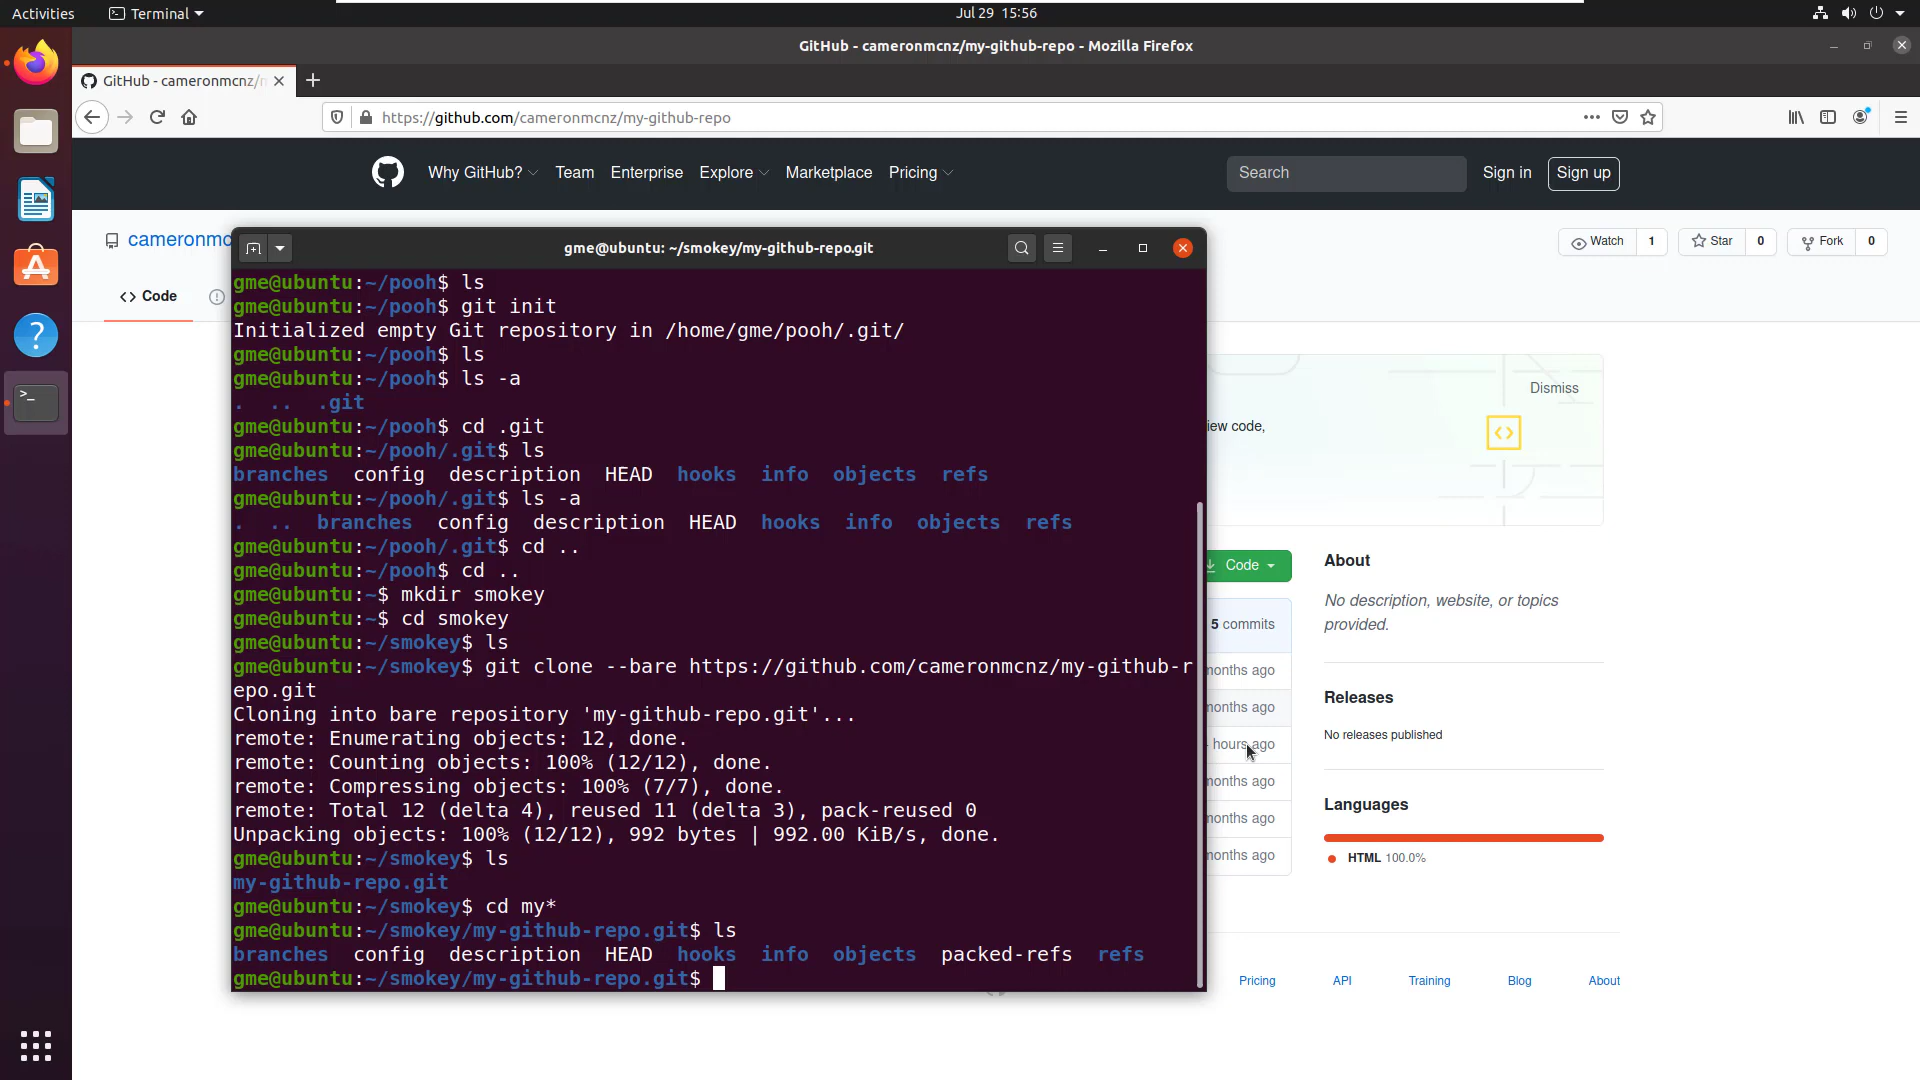 Activities
Terminal
Jul 29 15:56
GitHub - cameronmcnz/my-github-repo - Mozilla Firefox
GitHub - cameronmcnz/
https://github.com/cameronmcnz/my-github-repo
Why GitHub? Team Enterprise Explore Marketplace Pricing
Search
Sign in Sign up
Watch 1 Star 0 Fork 0
<> Code
gme@ubuntu: ~/smokey/my-github-repo.git
gme@ubuntu:~/pooh$ ls
gme@ubuntu:~/pooh$ git init
Initialized empty Git repository in /home/gme/pooh/.git/
gme@ubuntu:~/pooh$ ls
gme@ubuntu:~/pooh$ ls -a
. .. .git
gme@ubuntu:~/pooh$ cd .git
gme@ubuntu:~/pooh/.git$ ls
branches config description HEAD hooks info objects refs
gme@ubuntu:~/pooh/.git$ ls -a
. .. branches config description HEAD hooks info objects refs
gme@ubuntu:~/pooh/.git$ cd ..
gme@ubuntu:~/pooh$ cd ..
gme@ubuntu:~$ mkdir smokey
gme@ubuntu:~$ cd smokey
gme@ubuntu:~/smokey$ ls
gme@ubuntu:~/smokey$ git clone --bare https://github.com/cameronmcnz/my-github-r
epo.git
Cloning into bare repository 'my-github-repo.git'...
remote: Enumerating objects: 12, done.
remote: Counting objects: 100% (12/12), done.
remote: Compressing objects: 100% (7/7), done.
remote: Total 12 (delta 4), reused 11 (delta 3), pack-reused 0
Unpacking objects: 100% (12/12), 992 bytes | 992.00 KiB/s, done.
gme@ubuntu:~/smokey$ ls
my-github-repo.git
gme@ubuntu:~/smokey$ cd my*
gme@ubuntu:~/smokey/my-github-repo.git$ ls
branches config description HEAD hooks info objects packed-refs refs
gme@ubuntu:~/smokey/my-github-repo.git$
Dismiss
code,
Code
5 commits
months ago
months ago
hours ago
months ago
months ago
months ago
About
No description, website, or topics
provided.
Releases
No releases published
Languages
HTML 100.0%
Pricing API Training Blog About